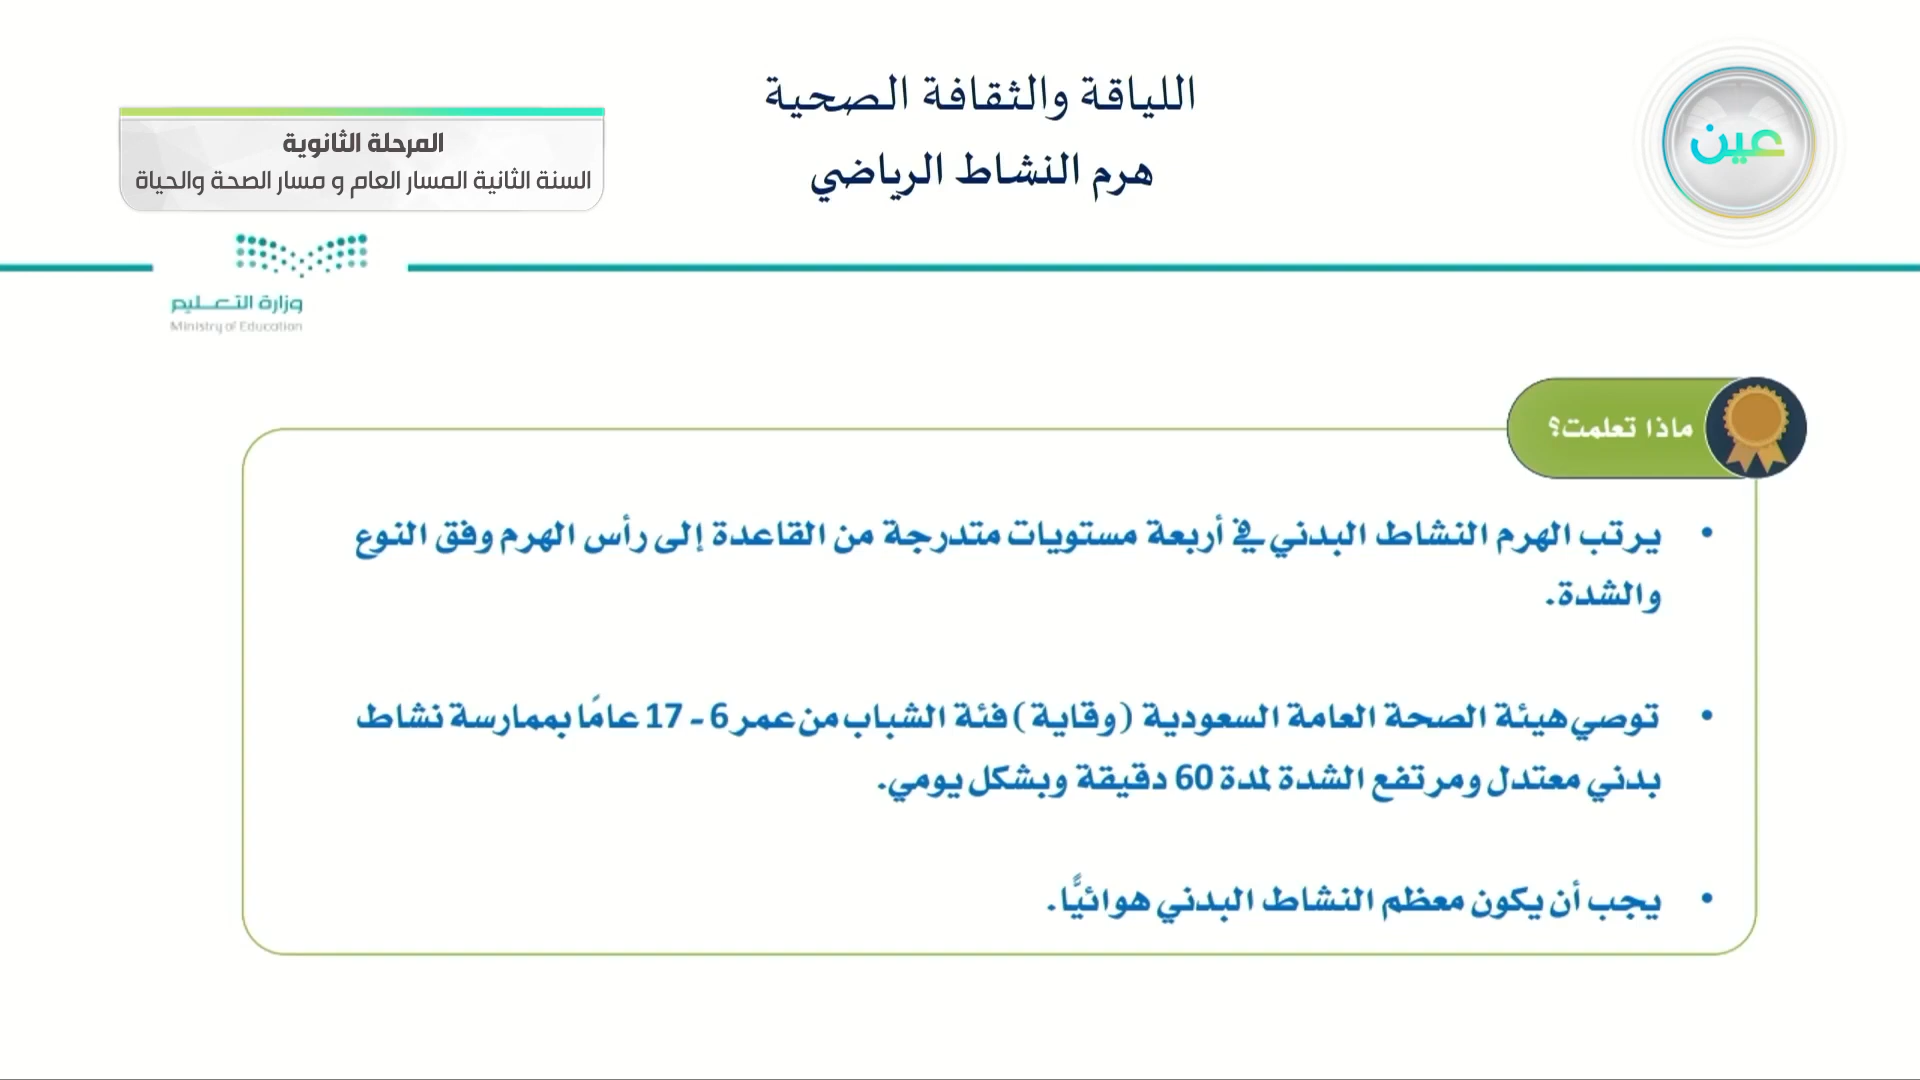 اللياقة والثقافة الصحية
هرم النشاط الرياضي
عين
المرحلة الثانوية
السنة الثانية المسار العام و مسار الصحة والحياة
وزارة التعليم
Ministry of Education
ماذا تعلمت؟
• يرتب الهرم النشاط البدني في أربعة مستويات متدرجة من القاعدة إلى رأس الهرم وفق النوع
والشدة.
• توصي هيئة الصحة العامة السعودية (وقاية) فئة الشباب من عمر 6 - 17 عامًا بممارسة نشاط
بدني معتدل ومرتفع الشدة لمدة 60 دقيقة وبشكل يومي.
• يجب أن يكون معظم النشاط البدني هوائيًّا.